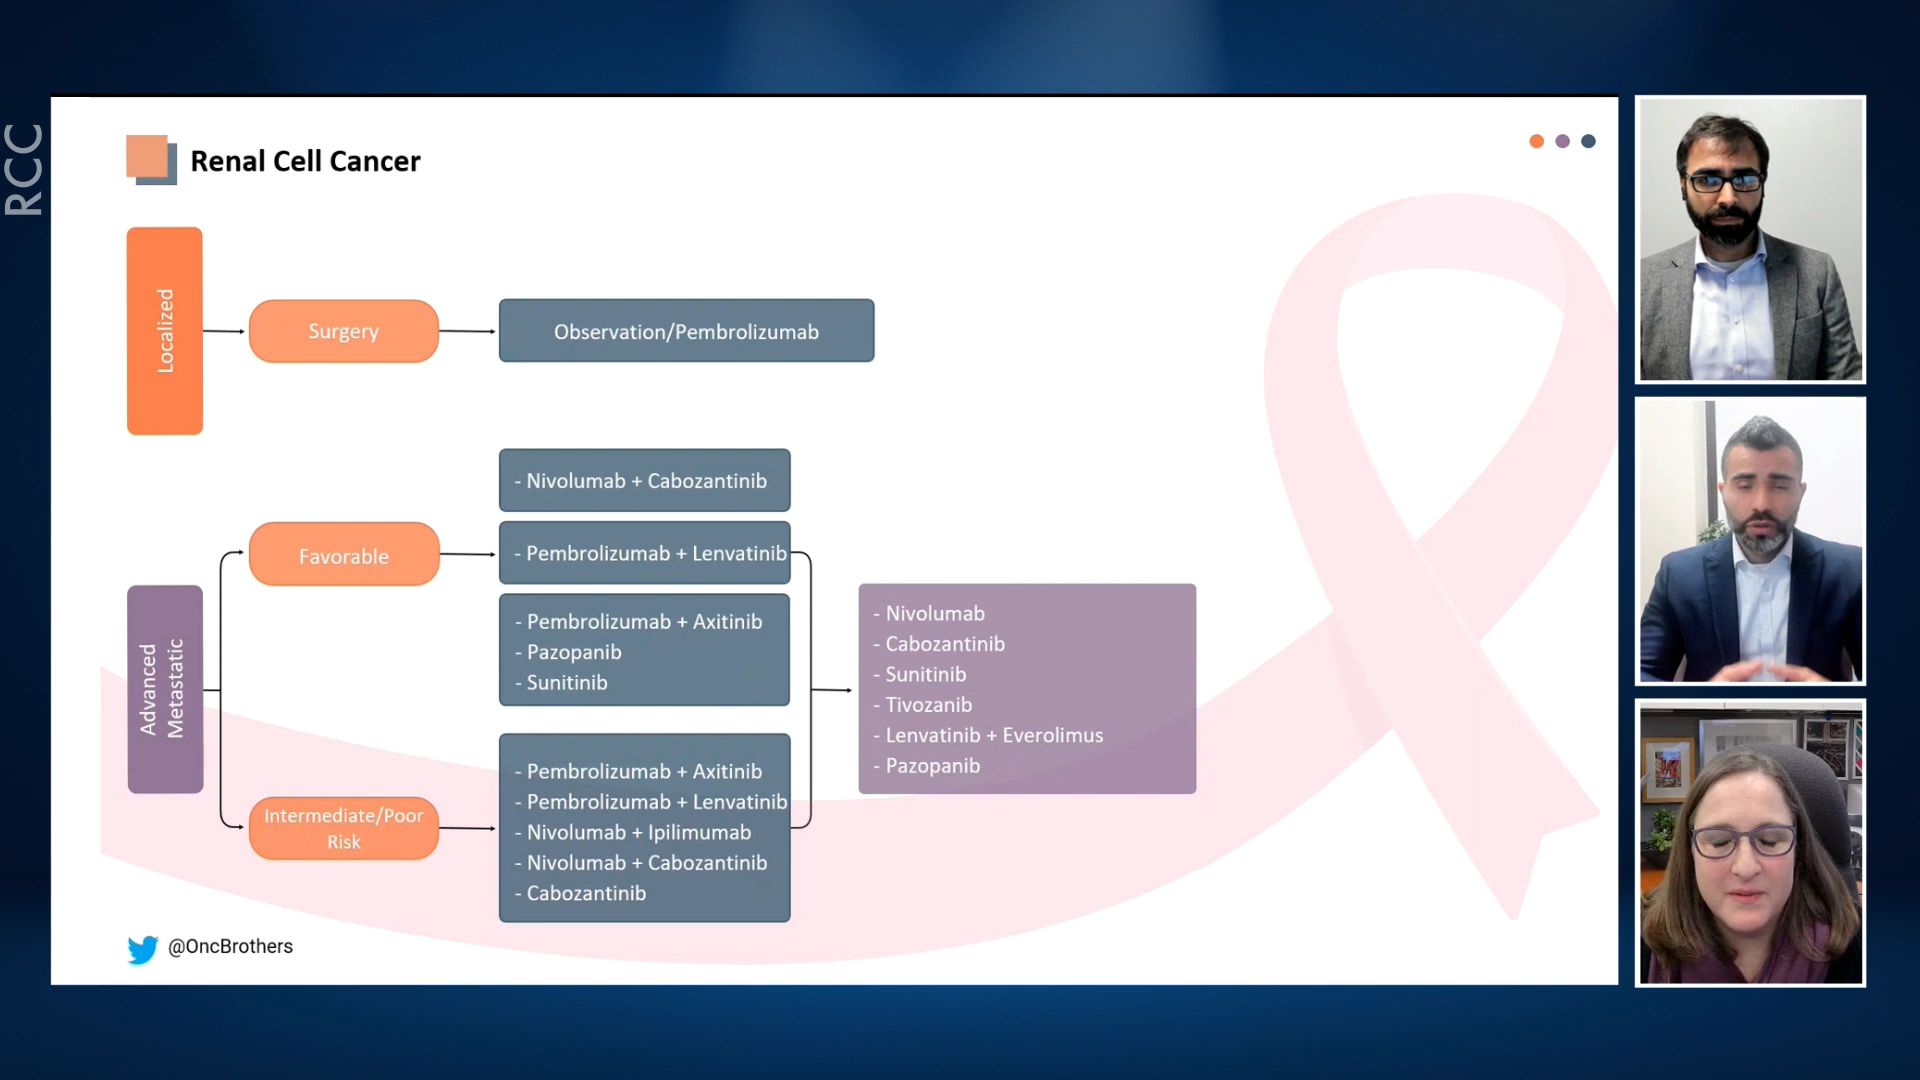 RCC
Renal Cell Cancer
Localized
Surgery
Observation/Pembrolizumab
Advanced
Metastatic
Favorable
- Nivolumab + Cabozantinib
- Pembrolizumab + Lenvatinib
- Pembrolizumab + Axitinib
- Pazopanib
- Sunitinib
Intermediate/Poor
Risk
- Pembrolizumab + Axitinib
- Pembrolizumab + Lenvatinib
- Nivolumab + Ipilimumab
- Nivolumab + Cabozantinib
- Cabozantinib
- Nivolumab
- Cabozantinib
- Sunitinib
- Tivozanib
- Lenvatinib + Everolimus
- Pazopanib
@OncBrothers